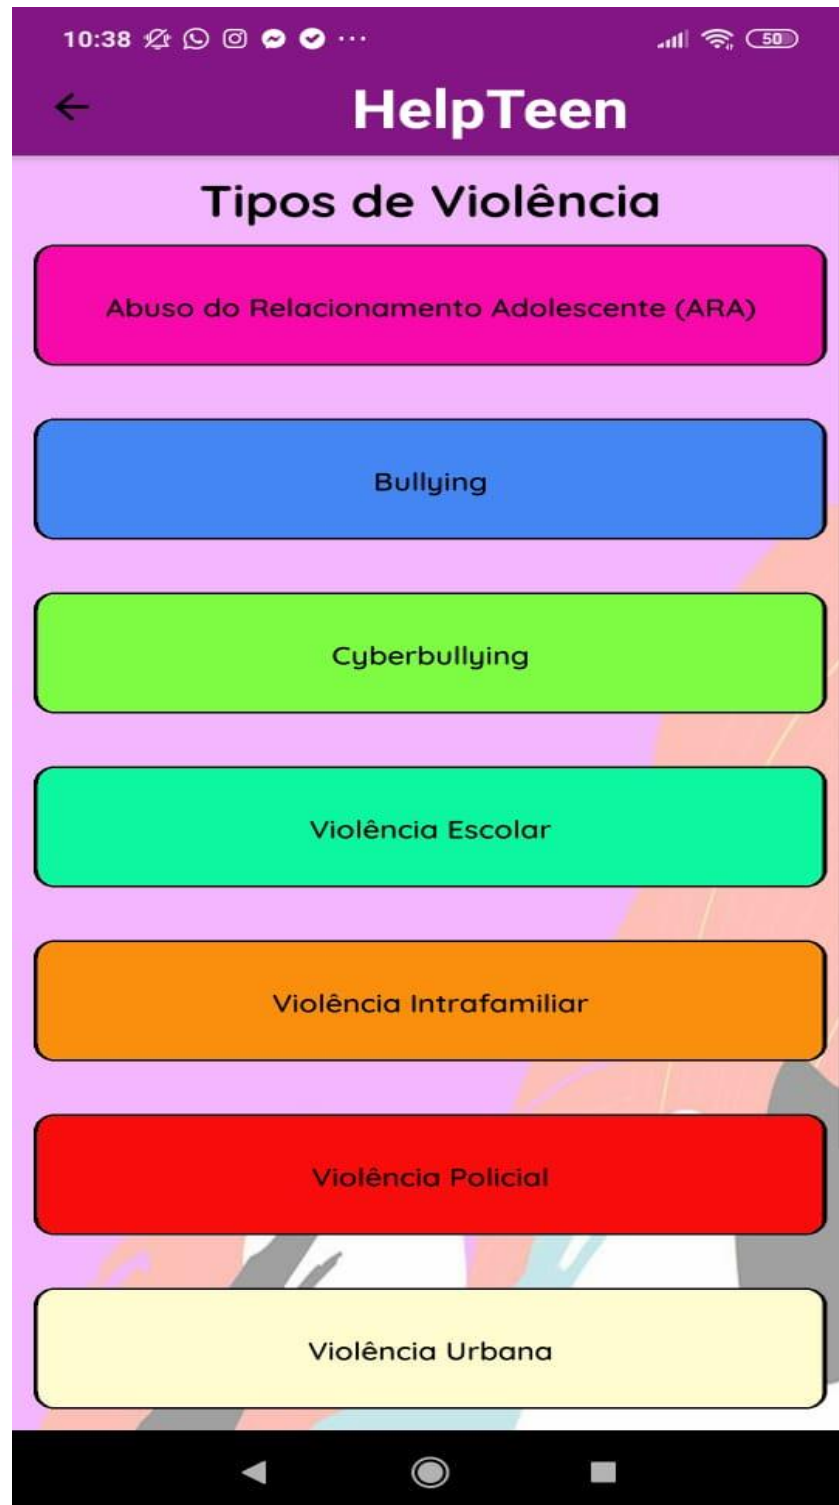 10:38
50
HelpTeen
Tipos de Violência
Abuso do Relacionamento Adolescente (ARA)
Bullying
Cyberbullying
Violência Escolar
Violência Intrafamiliar
Violência Policial
Violência Urbana